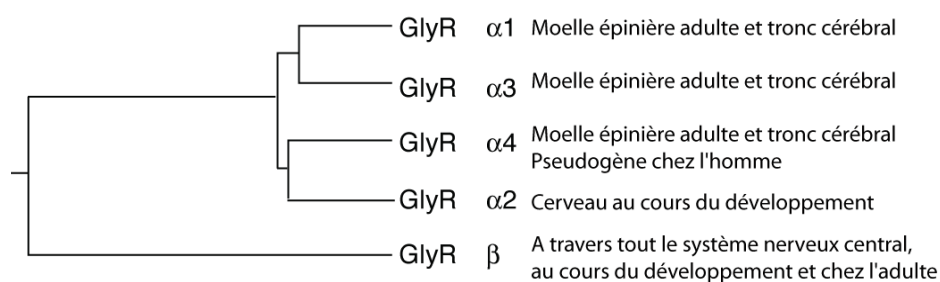 GlyR α1 Moelle épinière adulte et tronc cérébral
GlyR α3 Moelle épinière adulte et tronc cérébral
GlyR α4 Moelle épinière adulte et tronc cérébral
Pseudogène chez l'homme
GlyR α2 Cerveau au cours du développement
GlyR β A travers tout le système nerveux central,
au cours du développement et chez l'adulte